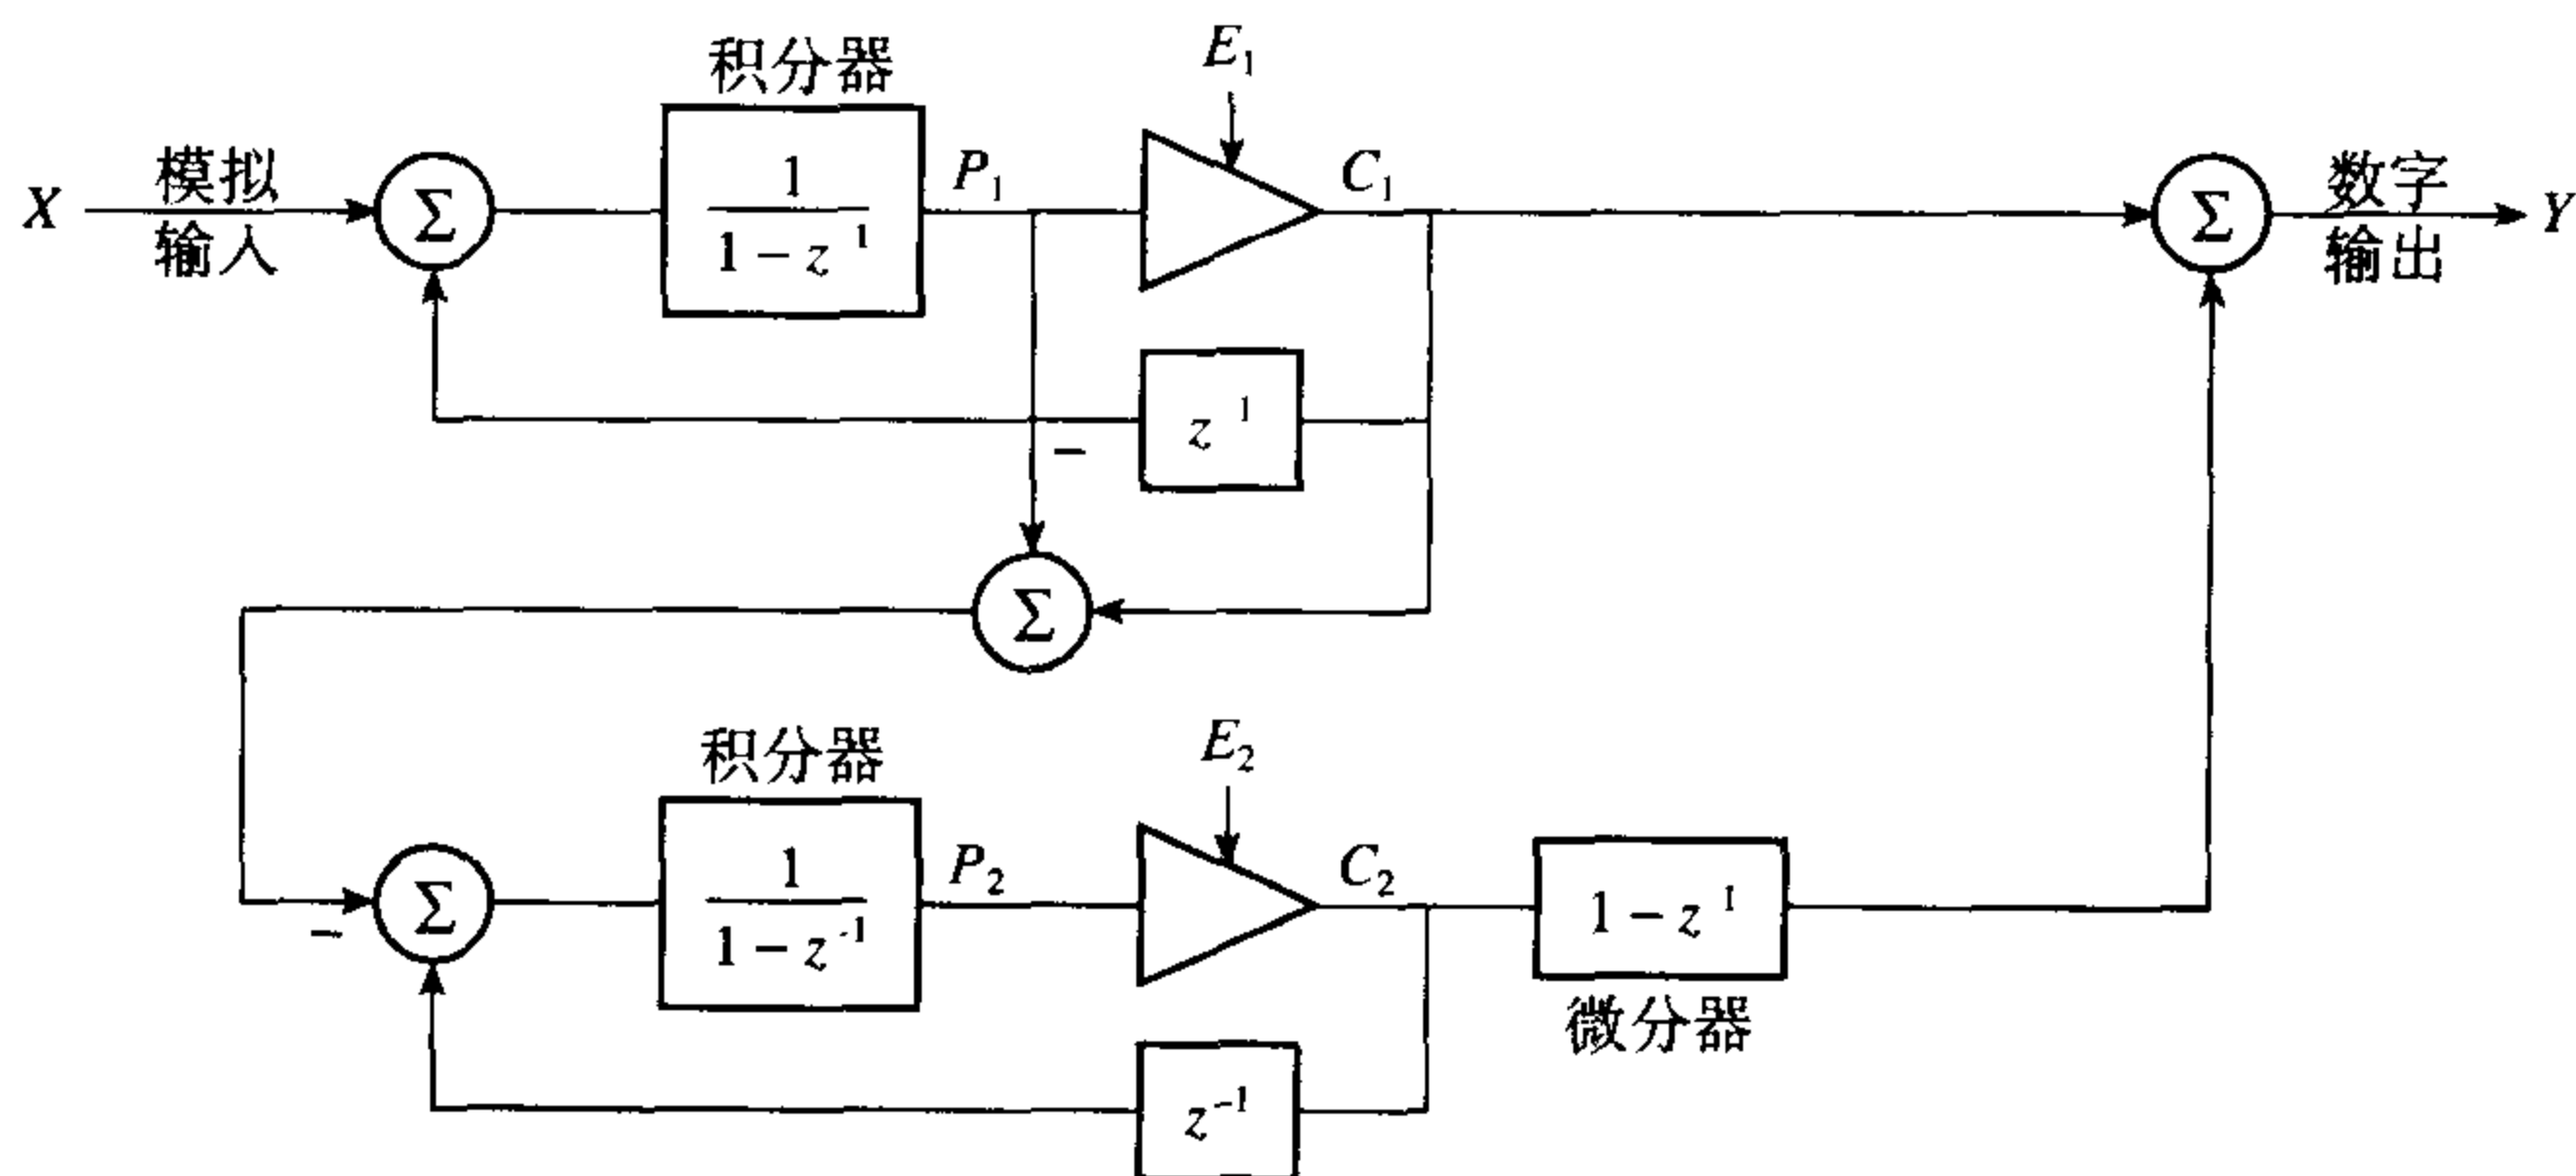 积分器
E₁
X
模拟
输入
Σ
1
1 - z ¹
P₁
C₁
Σ
数字
输出
Y
z ¹
-
Σ
积分器
E₂
-
Σ
1
1 - z⁻¹
P₂
C₂
1 - z ¹
微分器
z⁻¹